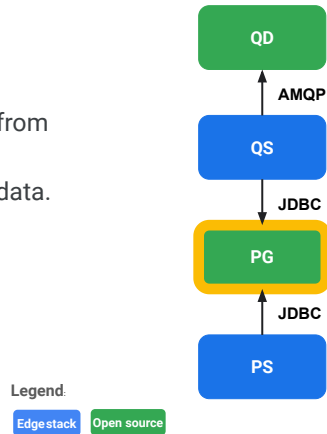 QD
AMQP
from
QS
data.
JDBC
PG
JDBC
PS
Legend:
Edgestack Open source